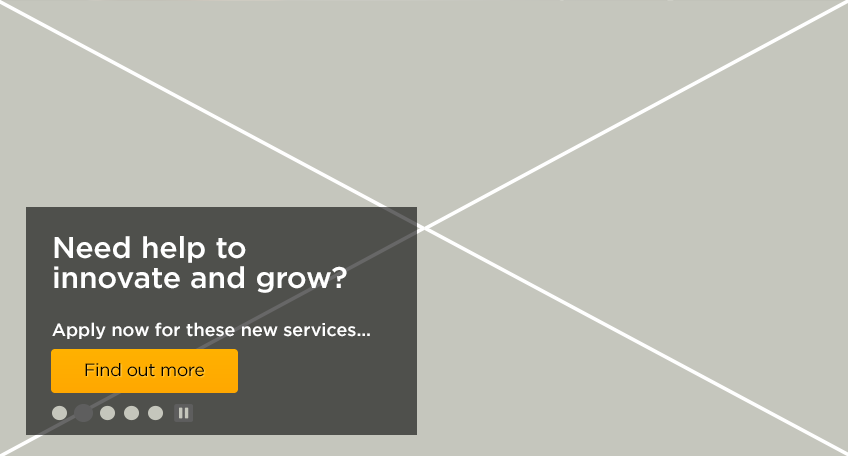 Need help to
innovate and grow?
Apply now for these new services...
Find out more